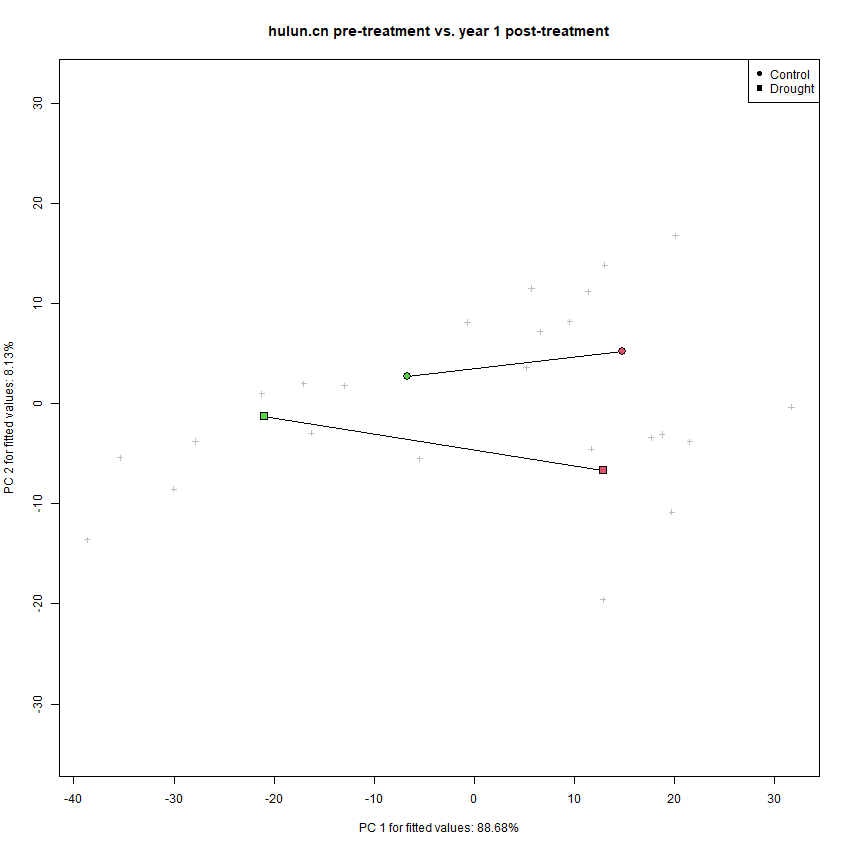 hulun.cn pre-treatment vs. year 1 post-treatment
Control
Drought
30
20
10
0
-10
-20
-30
PC 2 for fitted values: 8.13%
-40 -30 -20 -10 0 10 20 30
PC 1 for fitted values: 88.68%